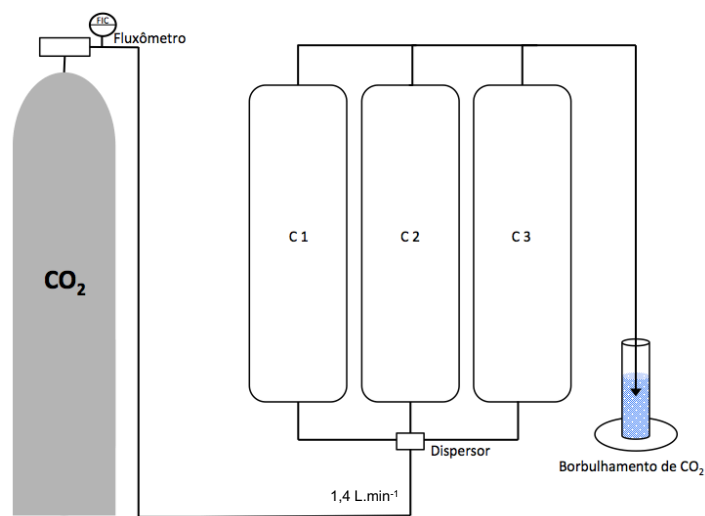 FIC
Fluxômetro
C 1
C 2
C 3
CO₂
Dispersor
Borbulhamento de CO₂
1,4 L.min⁻¹